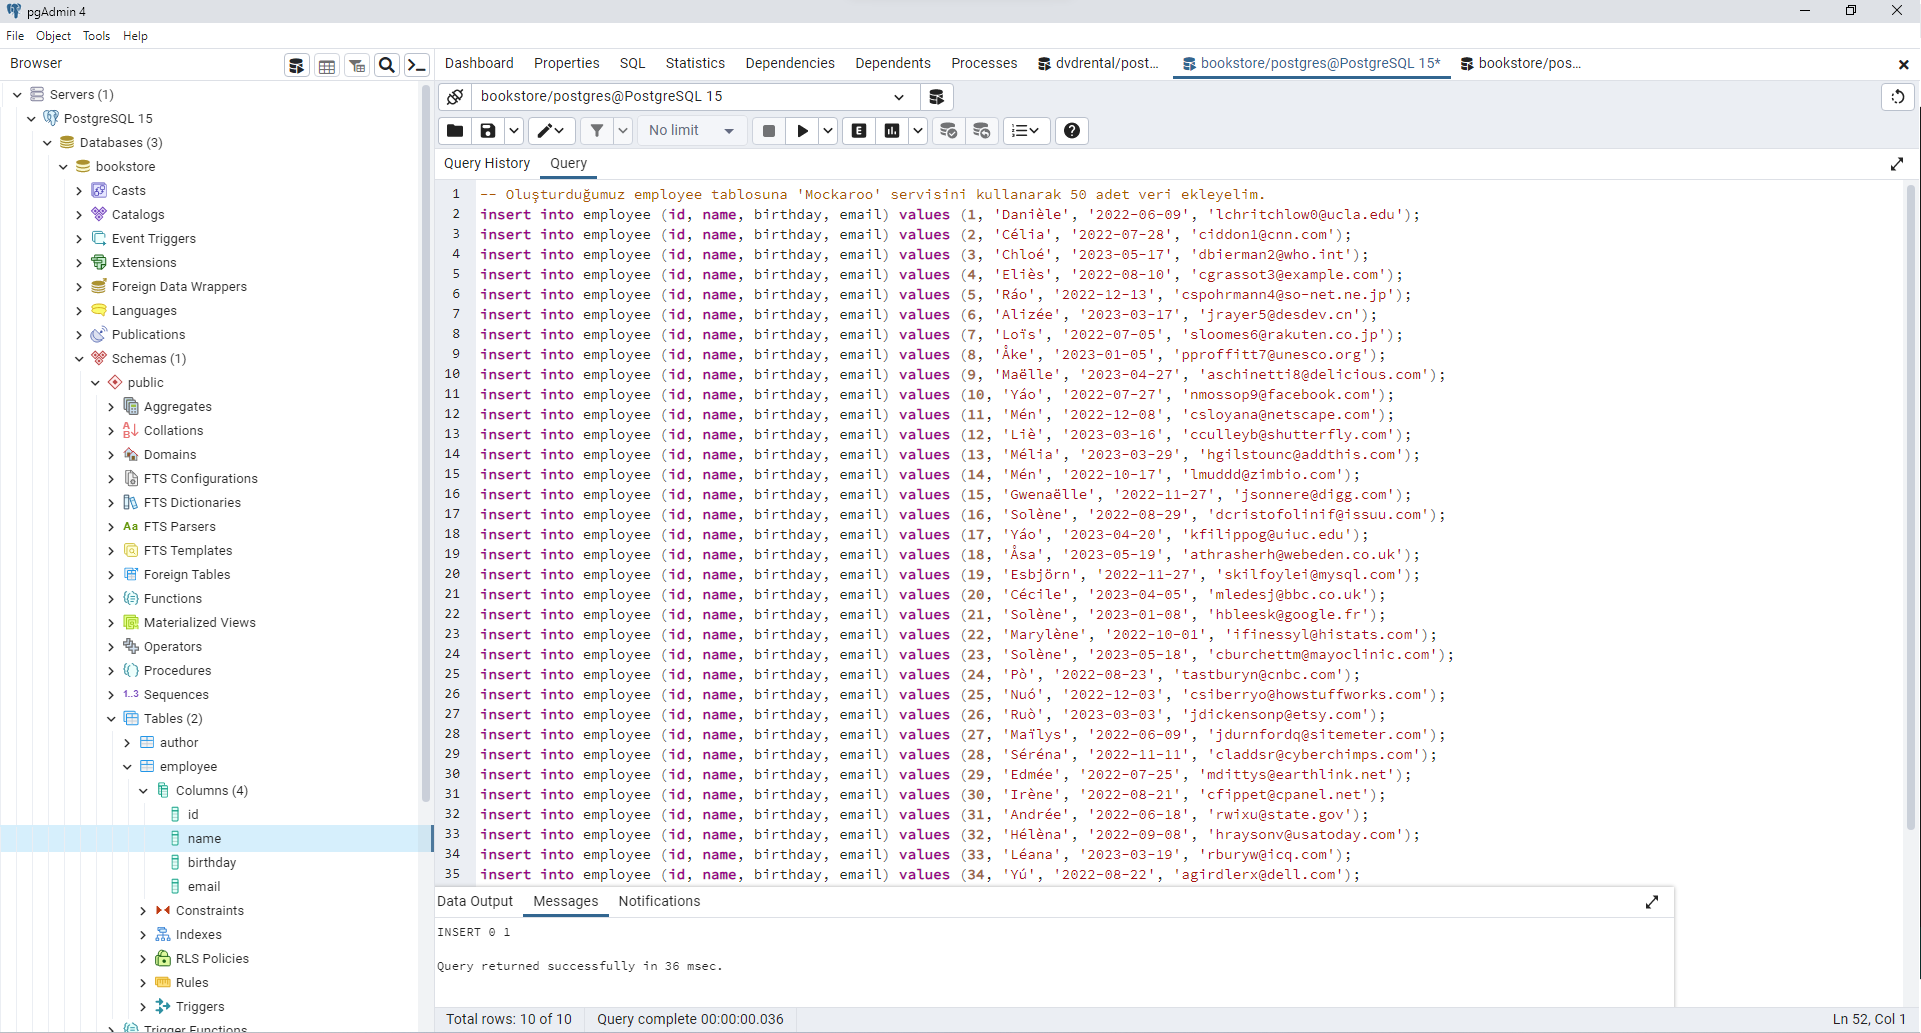 pgAdmin 4
File Object Tools Help
Browser
Dashboard Properties SQL Statistics Dependencies Dependents Processes dvdrental/post... bookstore/postgres@PostgreSQL 15* bookstore/pos...
Servers (1)
PostgreSQL 15
Databases (3)
bookstore
Casts
Catalogs
Event Triggers
Extensions
Foreign Data Wrappers
Languages
Publications
Schemas (1)
public
Aggregates
Collations
Domains
FTS Configurations
FTS Dictionaries
Aa FTS Parsers
FTS Templates
Foreign Tables
Functions
Materialized Views
Operators
Procedures
1..3 Sequences
Tables (2)
author
employee
Columns (4)
id
name
birthday
email
Constraints
Indexes
RLS Policies
Rules
Triggers
Trigger Functions
bookstore/postgres@PostgreSQL 15
No limit E
Query History Query
1 -- Oluşturduğumuz employee tablosuna 'Mockaroo' servisini kullanarak 50 adet veri ekleyelim.
2 insert into employee (id, name, birthday, email) values (1, 'Danièle', '2022-06-09', 'lchritchlow0@ucla.edu');
3 insert into employee (id, name, birthday, email) values (2, 'Célia', '2022-07-28', 'ciddon1@cnn.com');
4 insert into employee (id, name, birthday, email) values (3, 'Chloé', '2023-05-17', 'dbierman2@who.int');
5 insert into employee (id, name, birthday, email) values (4, 'Eliès', '2022-08-10', 'cgrassot3@example.com');
6 insert into employee (id, name, birthday, email) values (5, 'Ráo', '2022-12-13', 'cspohrmann4@so-net.ne.jp');
7 insert into employee (id, name, birthday, email) values (6, 'Alizée', '2023-03-17', 'jrayer5@desdev.cn');
8 insert into employee (id, name, birthday, email) values (7, 'Loïs', '2022-07-05', 'sloomes6@rakuten.co.jp');
9 insert into employee (id, name, birthday, email) values (8, 'Åke', '2023-01-05', 'pproffitt7@unesco.org');
10 insert into employee (id, name, birthday, email) values (9, 'Maëlle', '2023-04-27', 'aschinetti8@delicious.com');
11 insert into employee (id, name, birthday, email) values (10, 'Yáo', '2022-07-27', 'nmossop9@facebook.com');
12 insert into employee (id, name, birthday, email) values (11, 'Mén', '2022-12-08', 'csloyana@netscape.com');
13 insert into employee (id, name, birthday, email) values (12, 'Liè', '2023-03-16', 'cculleyb@shutterfly.com');
14 insert into employee (id, name, birthday, email) values (13, 'Mélia', '2023-03-29', 'hgilstounc@addthis.com');
15 insert into employee (id, name, birthday, email) values (14, 'Mén', '2022-10-17', 'lmuddd@zimbio.com');
16 insert into employee (id, name, birthday, email) values (15, 'Gwenaëlle', '2022-11-27', 'jsonnere@digg.com');
17 insert into employee (id, name, birthday, email) values (16, 'Solène', '2022-08-29', 'dcristofolinif@issuu.com');
18 insert into employee (id, name, birthday, email) values (17, 'Yáo', '2023-04-20', 'kfilippog@uiuc.edu');
19 insert into employee (id, name, birthday, email) values (18, 'Åsa', '2023-05-19', 'athrasherh@webeden.co.uk');
20 insert into employee (id, name, birthday, email) values (19, 'Esbjörn', '2022-11-27', 'skilfoylei@mysql.com');
21 insert into employee (id, name, birthday, email) values (20, 'Cécile', '2023-04-05', 'mledesj@bbc.co.uk');
22 insert into employee (id, name, birthday, email) values (21, 'Solène', '2023-01-08', 'hbleesk@google.fr');
23 insert into employee (id, name, birthday, email) values (22, 'Marylène', '2022-10-01', 'ifinessyl@histats.com');
24 insert into employee (id, name, birthday, email) values (23, 'Solène', '2023-05-18', 'cburchettm@mayoclinic.com');
25 insert into employee (id, name, birthday, email) values (24, 'Pò', '2022-08-23', 'tastburyn@cnbc.com');
26 insert into employee (id, name, birthday, email) values (25, 'Nuó', '2022-12-03', 'csiberryo@howstuffworks.com');
27 insert into employee (id, name, birthday, email) values (26, 'Ruò', '2023-03-03', 'jdickensonp@etsy.com');
28 insert into employee (id, name, birthday, email) values (27, 'Maïlys', '2022-06-09', 'jdurnfordq@sitemeter.com');
29 insert into employee (id, name, birthday, email) values (28, 'Séréna', '2022-11-11', 'claddsr@cyberchimps.com');
30 insert into employee (id, name, birthday, email) values (29, 'Edmée', '2022-07-25', 'mdittys@earthlink.net');
31 insert into employee (id, name, birthday, email) values (30, 'Irène', '2022-08-21', 'cfippet@cpanel.net');
32 insert into employee (id, name, birthday, email) values (31, 'Andrée', '2022-06-18', 'rwixu@state.gov');
33 insert into employee (id, name, birthday, email) values (32, 'Hélèna', '2022-09-08', 'hraysonv@usatoday.com');
34 insert into employee (id, name, birthday, email) values (33, 'Léana', '2023-03-19', 'rburyw@icq.com');
35 insert into employee (id, name, birthday, email) values (34, 'Yú', '2022-08-22', 'agirdlerx@dell.com');
Data Output Messages Notifications
INSERT 0 1
Query returned successfully in 36 msec.
Total rows: 10 of 10 Query complete 00:00:00.036 Ln 52, Col 1